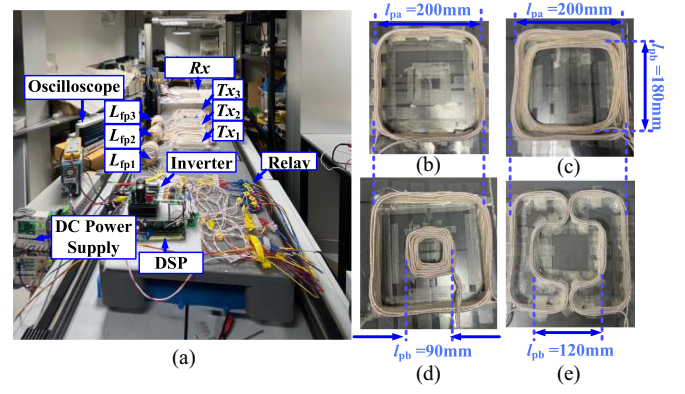 Rx
Oscilloscope
Tx3
Lfp3
Tx2
Lfp2
Tx1
Lfp1
Inverter
Relay
DC Power
Supply
DSP
(a)
lpa =200mm
lpa =200mm
lpb =180mm
(b)
(c)
lpb =90mm
lpb =120mm
(d)
(e)